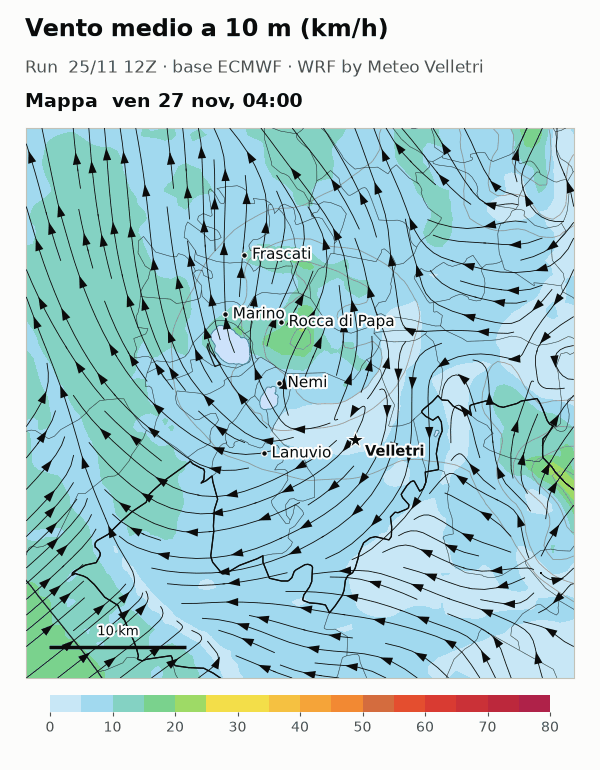 Vento medio a 10 m (km/h)
Run  25/11 12Z · base ECMWF · WRF by Meteo Velletri
Mappa  ven 27 nov, 04:00
Frascati
Marino
Rocca di Papa
Nemi
Lanuvio
Velletri
10 km
0 10 20 30 40 50 60 70 80